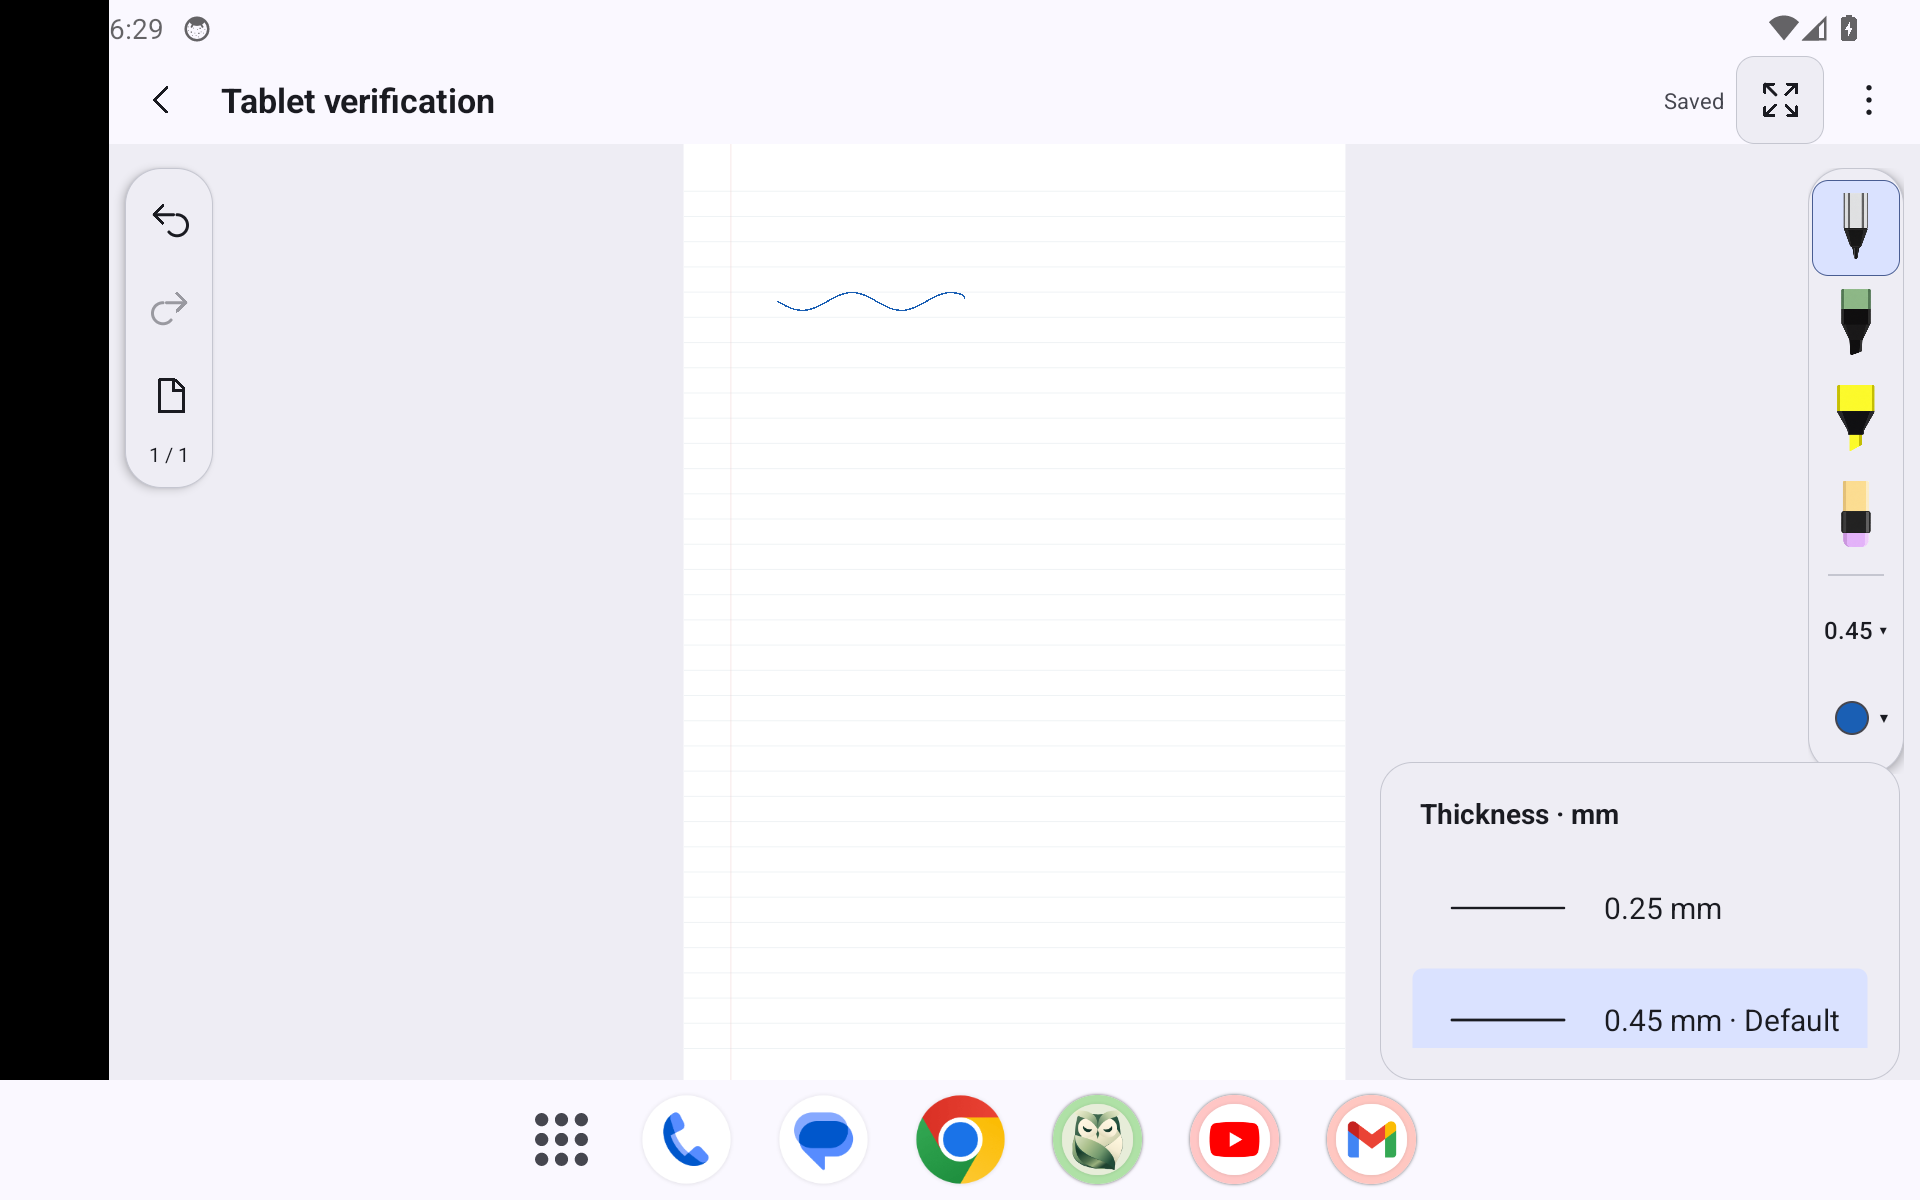 6:29
Tablet verification
Saved
1 / 1
0.45
Thickness · mm
0.25 mm
0.45 mm · Default